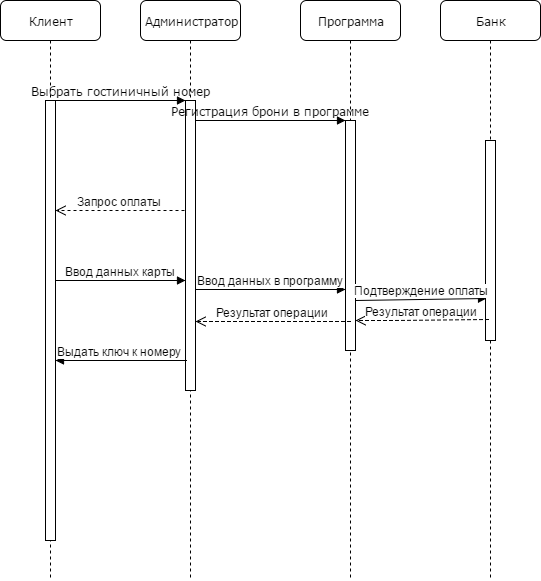 Клиент
Администратор
Программа
Банк
Выбрать гостиничный номер
Регистрация брони в программе
Запрос оплаты
Ввод данных карты
Ввод данных в программу
Подтверждение оплаты
Результат операции
Результат операции
Выдать ключ к номеру